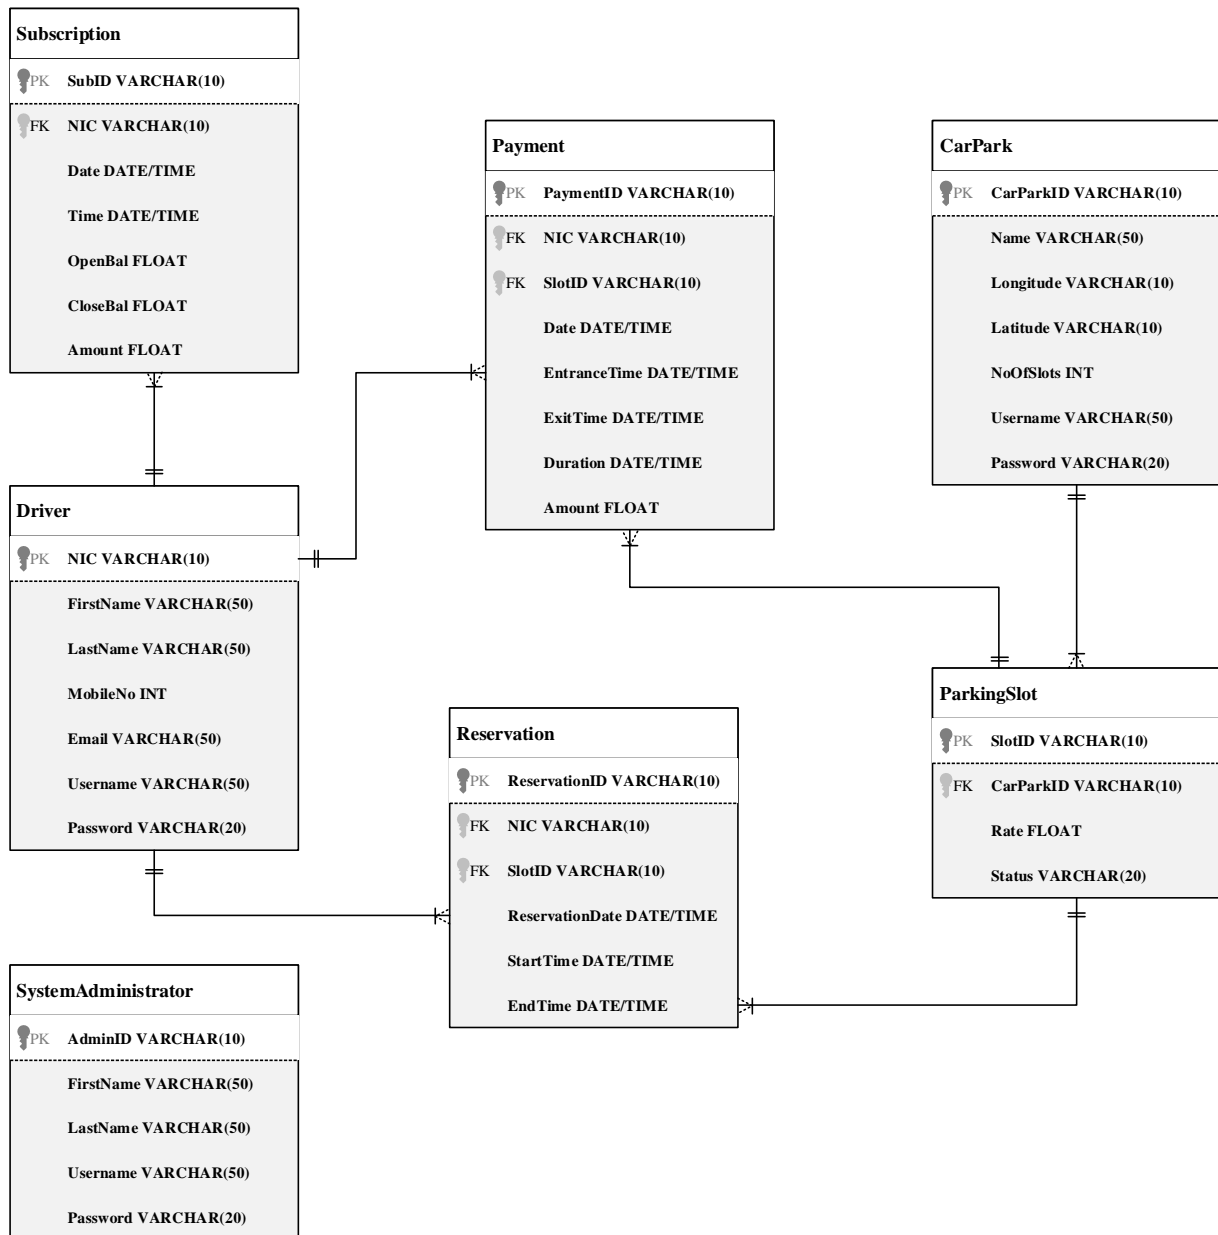 Subscription
PK SubID VARCHAR(10)
FK NIC VARCHAR(10)
Date DATE/TIME
Time DATE/TIME
OpenBal FLOAT
CloseBal FLOAT
Amount FLOAT
Payment
PK PaymentID VARCHAR(10)
FK NIC VARCHAR(10)
FK SlotID VARCHAR(10)
Date DATE/TIME
EntranceTime DATE/TIME
ExitTime DATE/TIME
Duration DATE/TIME
Amount FLOAT
CarPark
PK CarParkID VARCHAR(10)
Name VARCHAR(50)
Longitude VARCHAR(10)
Latitude VARCHAR(10)
NoOfSlots INT
Username VARCHAR(50)
Password VARCHAR(20)
Driver
PK NIC VARCHAR(10)
FirstName VARCHAR(50)
LastName VARCHAR(50)
MobileNo INT
Email VARCHAR(50)
Username VARCHAR(50)
Password VARCHAR(20)
Reservation
PK ReservationID VARCHAR(10)
FK NIC VARCHAR(10)
FK SlotID VARCHAR(10)
ReservationDate DATE/TIME
StartTime DATE/TIME
EndTime DATE/TIME
ParkingSlot
PK SlotID VARCHAR(10)
FK CarParkID VARCHAR(10)
Rate FLOAT
Status VARCHAR(20)
SystemAdministrator
PK AdminID VARCHAR(10)
FirstName VARCHAR(50)
LastName VARCHAR(50)
Username VARCHAR(50)
Password VARCHAR(20)